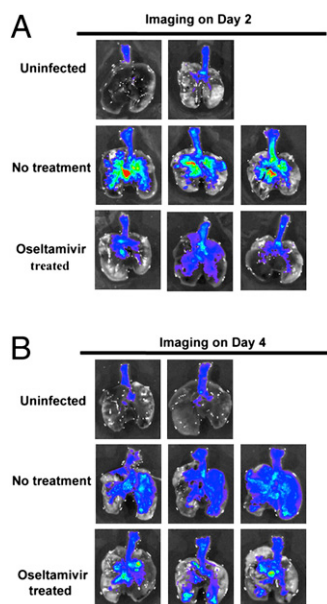 A
Imaging on Day 2
Uninfected
No treatment
Oseltamivir
treated
B
Imaging on Day 4
Uninfected
No treatment
Oseltamivir
treated